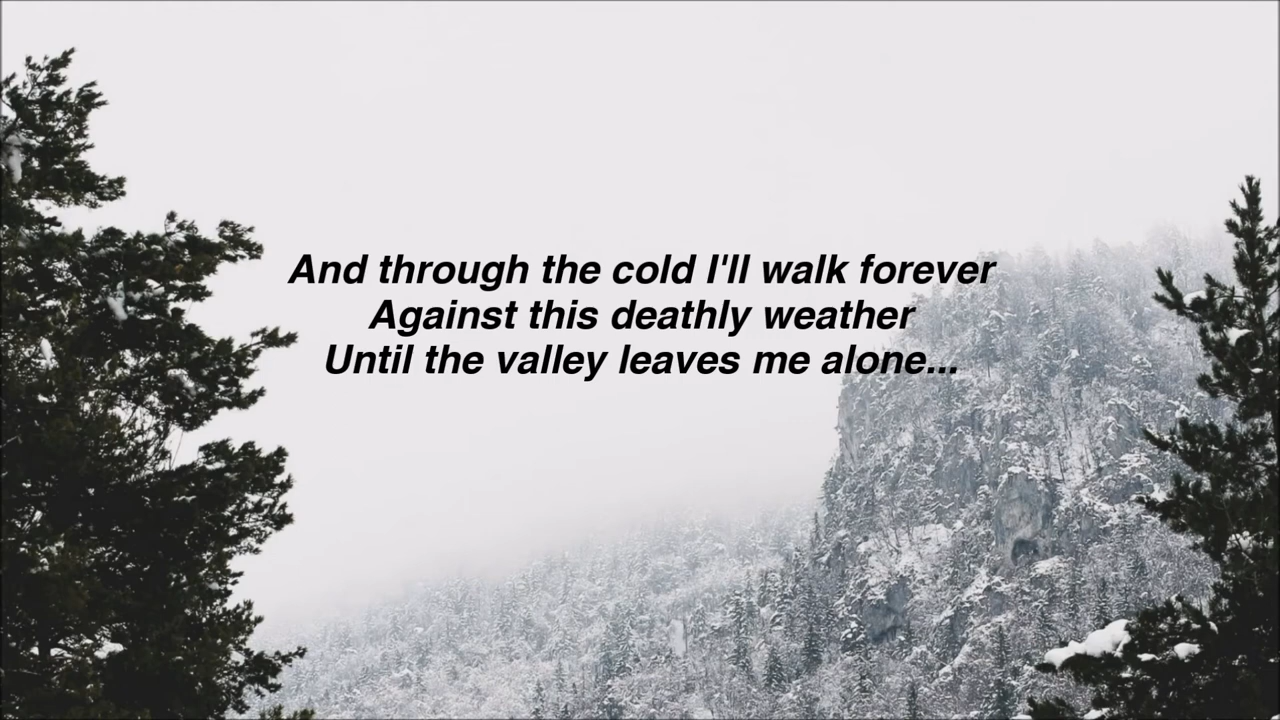 And through the cold I'll walk forever
Against this deathly weather
Until the valley leaves me alone...